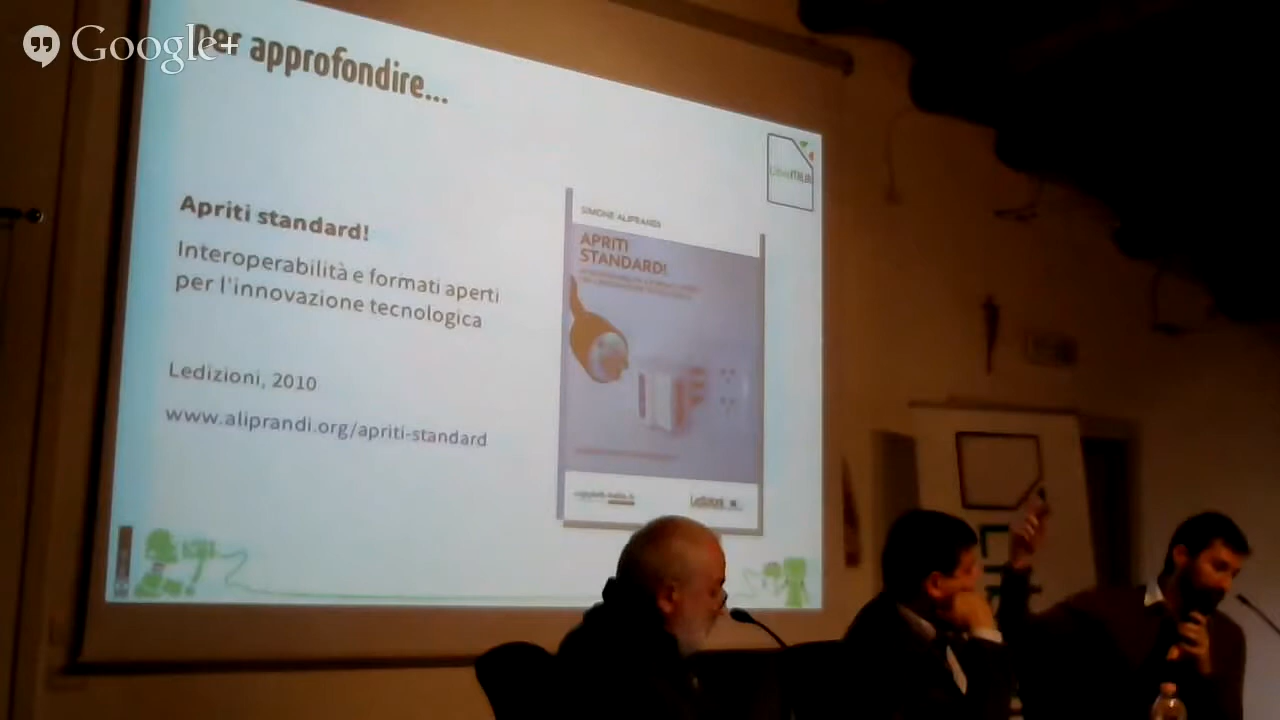 Google+
Per approfondire...
LibreITALIA
Apriti standard!
Interoperabilità e formati aperti
per l'innovazione tecnologica
Ledizioni, 2010
www.aliprandi.org/apriti-standard
SIMONE ALIPRANDI
APRITI
STANDARD!
Ledizioni